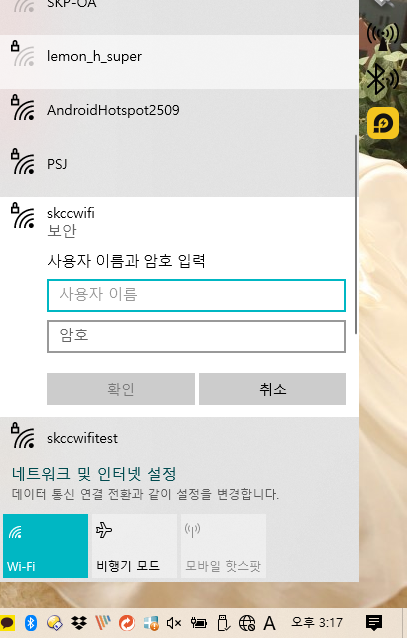 SKP-OA
lemon_h_super
AndroidHotspot2509
PSJ
skccwifi
보안
사용자 이름과 암호 입력
사용자 이름
암호
확인
취소
skccwifitest
네트워크 및 인터넷 설정
데이터 통신 연결 전환과 같이 설정을 변경합니다.
Wi-Fi
비행기 모드
모바일 핫스팟
A
오후 3:17